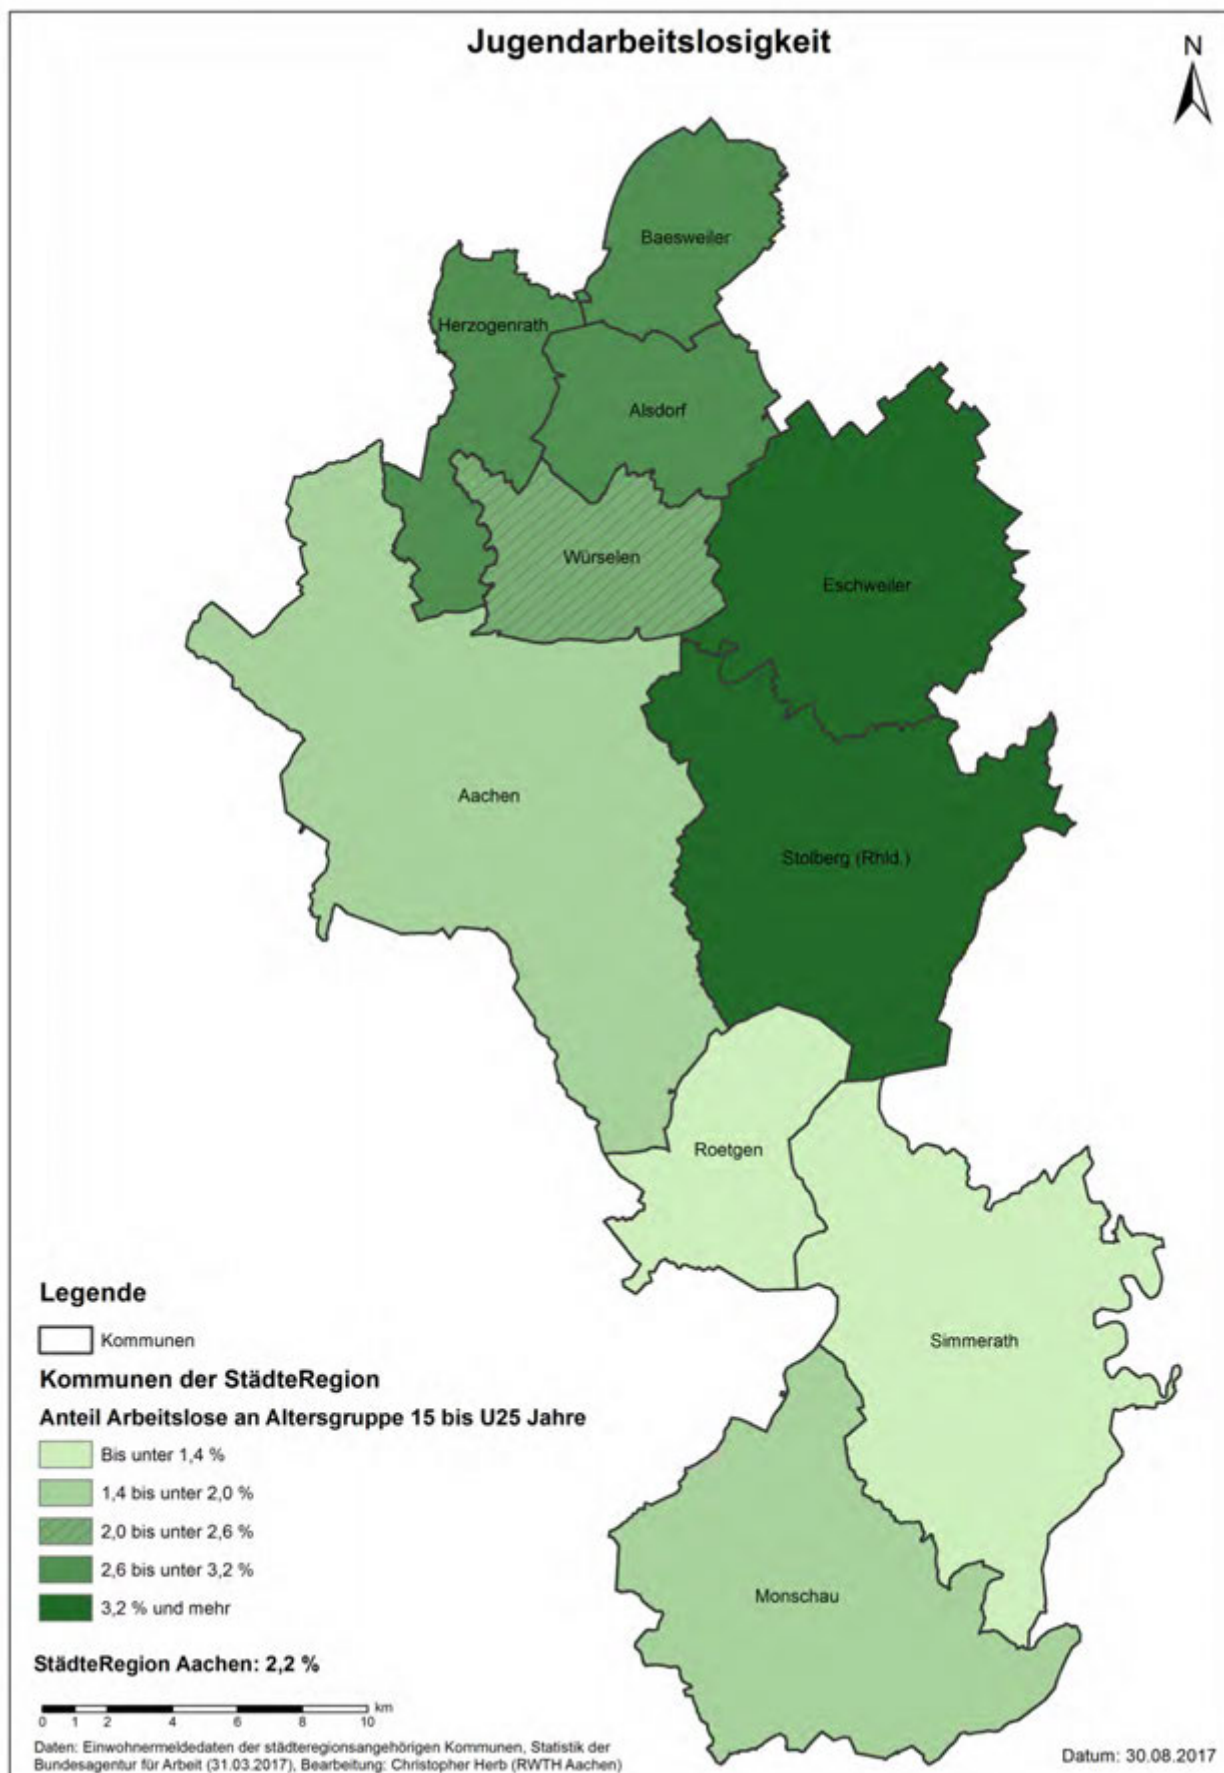 Jugendarbeitslosigkeit
N
Baesweiler
Herzogenrath
Alsdorf
Würselen
Eschweiler
Aachen
Stolberg (Rhld.)
Roetgen
Simmerath
Monschau
Legende
Kommunen
Kommunen der StädteRegion
Anteil Arbeitslose an Altersgruppe 15 bis U25 Jahre
Bis unter 1,4 %
1,4 bis unter 2,0 %
2,0 bis unter 2,6 %
2,6 bis unter 3,2 %
3,2 % und mehr
StädteRegion Aachen: 2,2 %
km
0 1 2 4 6 8 10
Daten: Einwohnermeldedaten der städteregionsangehörigen Kommunen, Statistik der
Bundesagentur für Arbeit (31.03.2017), Bearbeitung: Christopher Herb (RWTH Aachen)
Datum: 30.08.2017